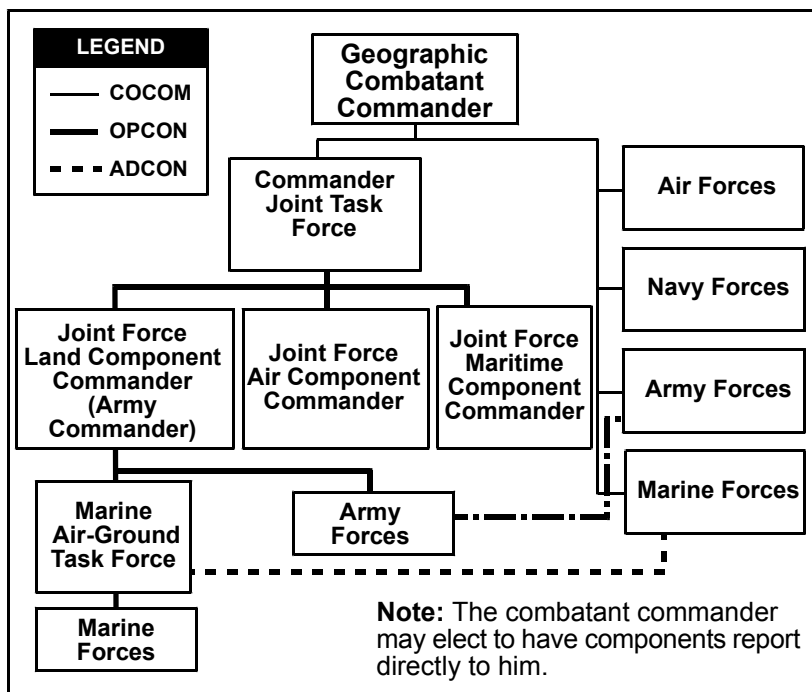 LEGEND
COCOM
OPCON
ADCON
Geographic
Combatant
Commander
Commander
Joint Task
Force
Air Forces
Navy Forces
Army Forces
Marine Forces
Joint Force
Land Component
Commander
(Army
Commander)
Joint Force
Air Component
Commander
Joint Force
Maritime
Component
Commander
Marine
Air-Ground
Task Force
Army
Forces
Marine
Forces
Note: The combatant commander
may elect to have components report
directly to him.